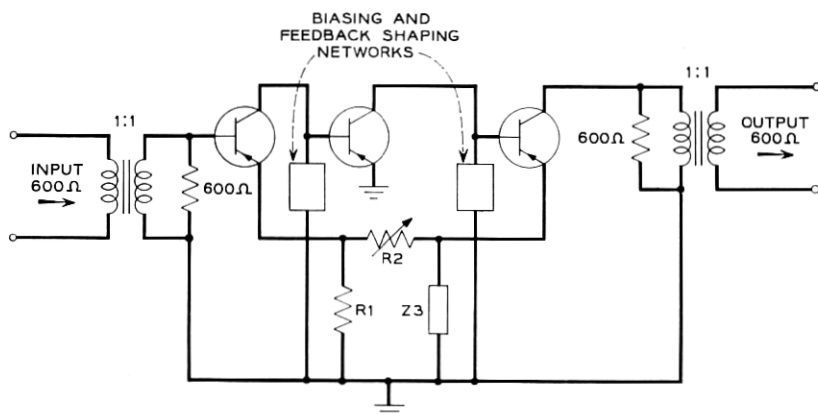 BIASING AND
FEEDBACK SHAPING
NETWORKS
1:1
1:1
INPUT
600Ω
600Ω
600Ω
OUTPUT
600Ω
R2
R1
Z3